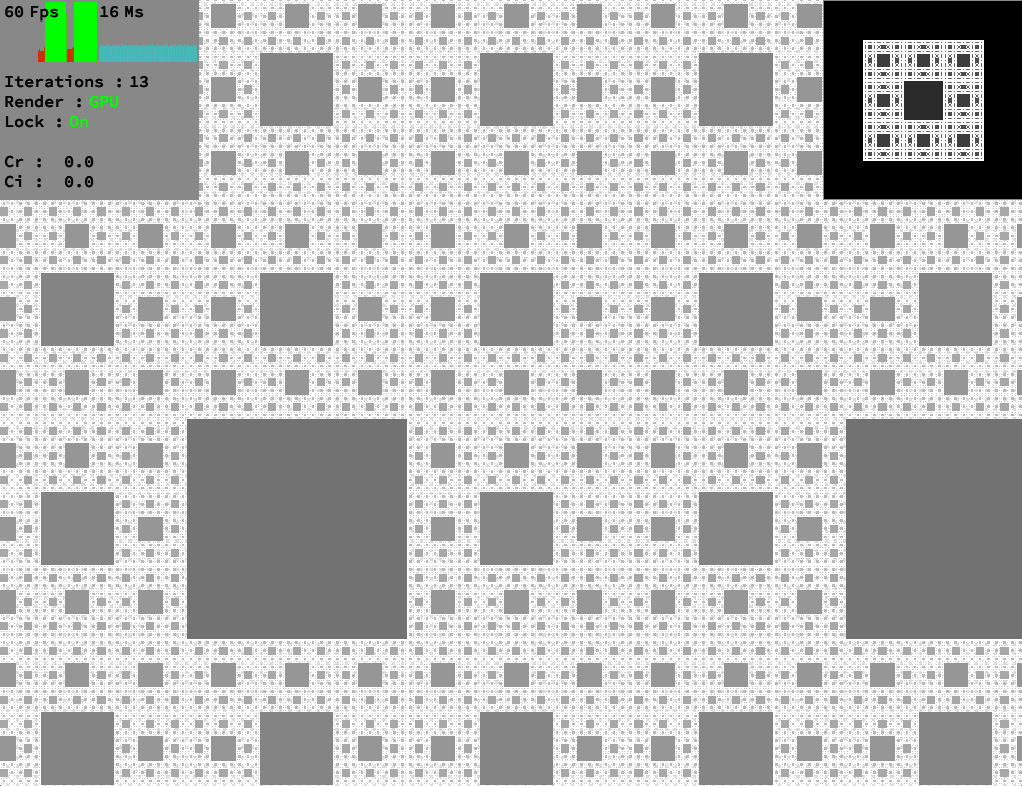 60 Fps 16 Ms
Iterations : 13
Render : GPU
Lock : On
Cr : 0.0
Ci : 0.0